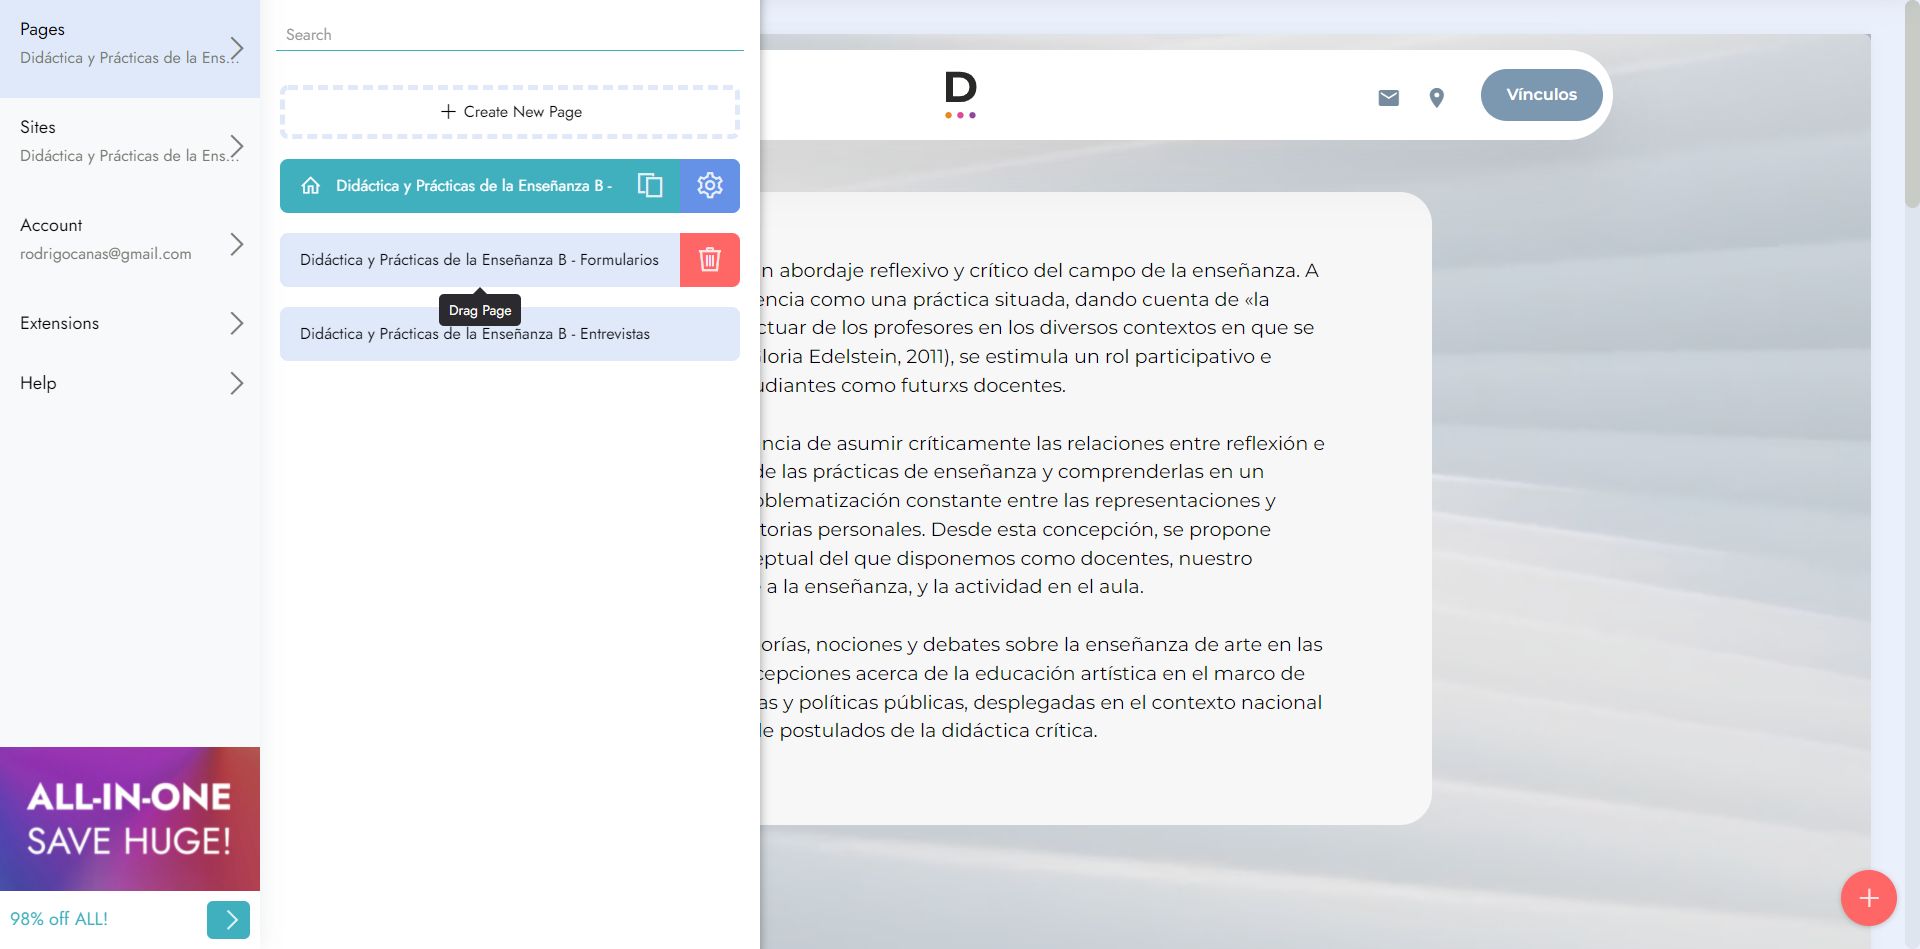 Pages
Didáctica y Prácticas de la Ens...
Sites
Didáctica y Prácticas de la Ens...
Account
rodrigocanas@gmail.com
Extensions
Help
ALL-IN-ONE
SAVE HUGE!
98% off ALL!
Search
Create New Page
Didáctica y Prácticas de la Enseñanza B -
Didáctica y Prácticas de la Enseñanza B - Formularios
Drag Page
Didáctica y Prácticas de la Enseñanza B - Entrevistas
D
Vínculos
n abordaje reflexivo y crítico del campo de la enseñanza. A
encia como una práctica situada, dando cuenta de «la
ctuar de los profesores en los diversos contextos en que se
loria Edelstein, 2011), se estimula un rol participativo e
udiantes como futurxs docentes.
ncia de asumir críticamente las relaciones entre reflexión e
de las prácticas de enseñanza y comprenderlas en un
oblematización constante entre las representaciones y
torias personales. Desde esta concepción, se propone
eptual del que disponemos como docentes, nuestro
a la enseñanza, y la actividad en el aula.
orías, nociones y debates sobre la enseñanza de arte en las
cepciones acerca de la educación artística en el marco de
as y políticas públicas, desplegadas en el contexto nacional
le postulados de la didáctica crítica.